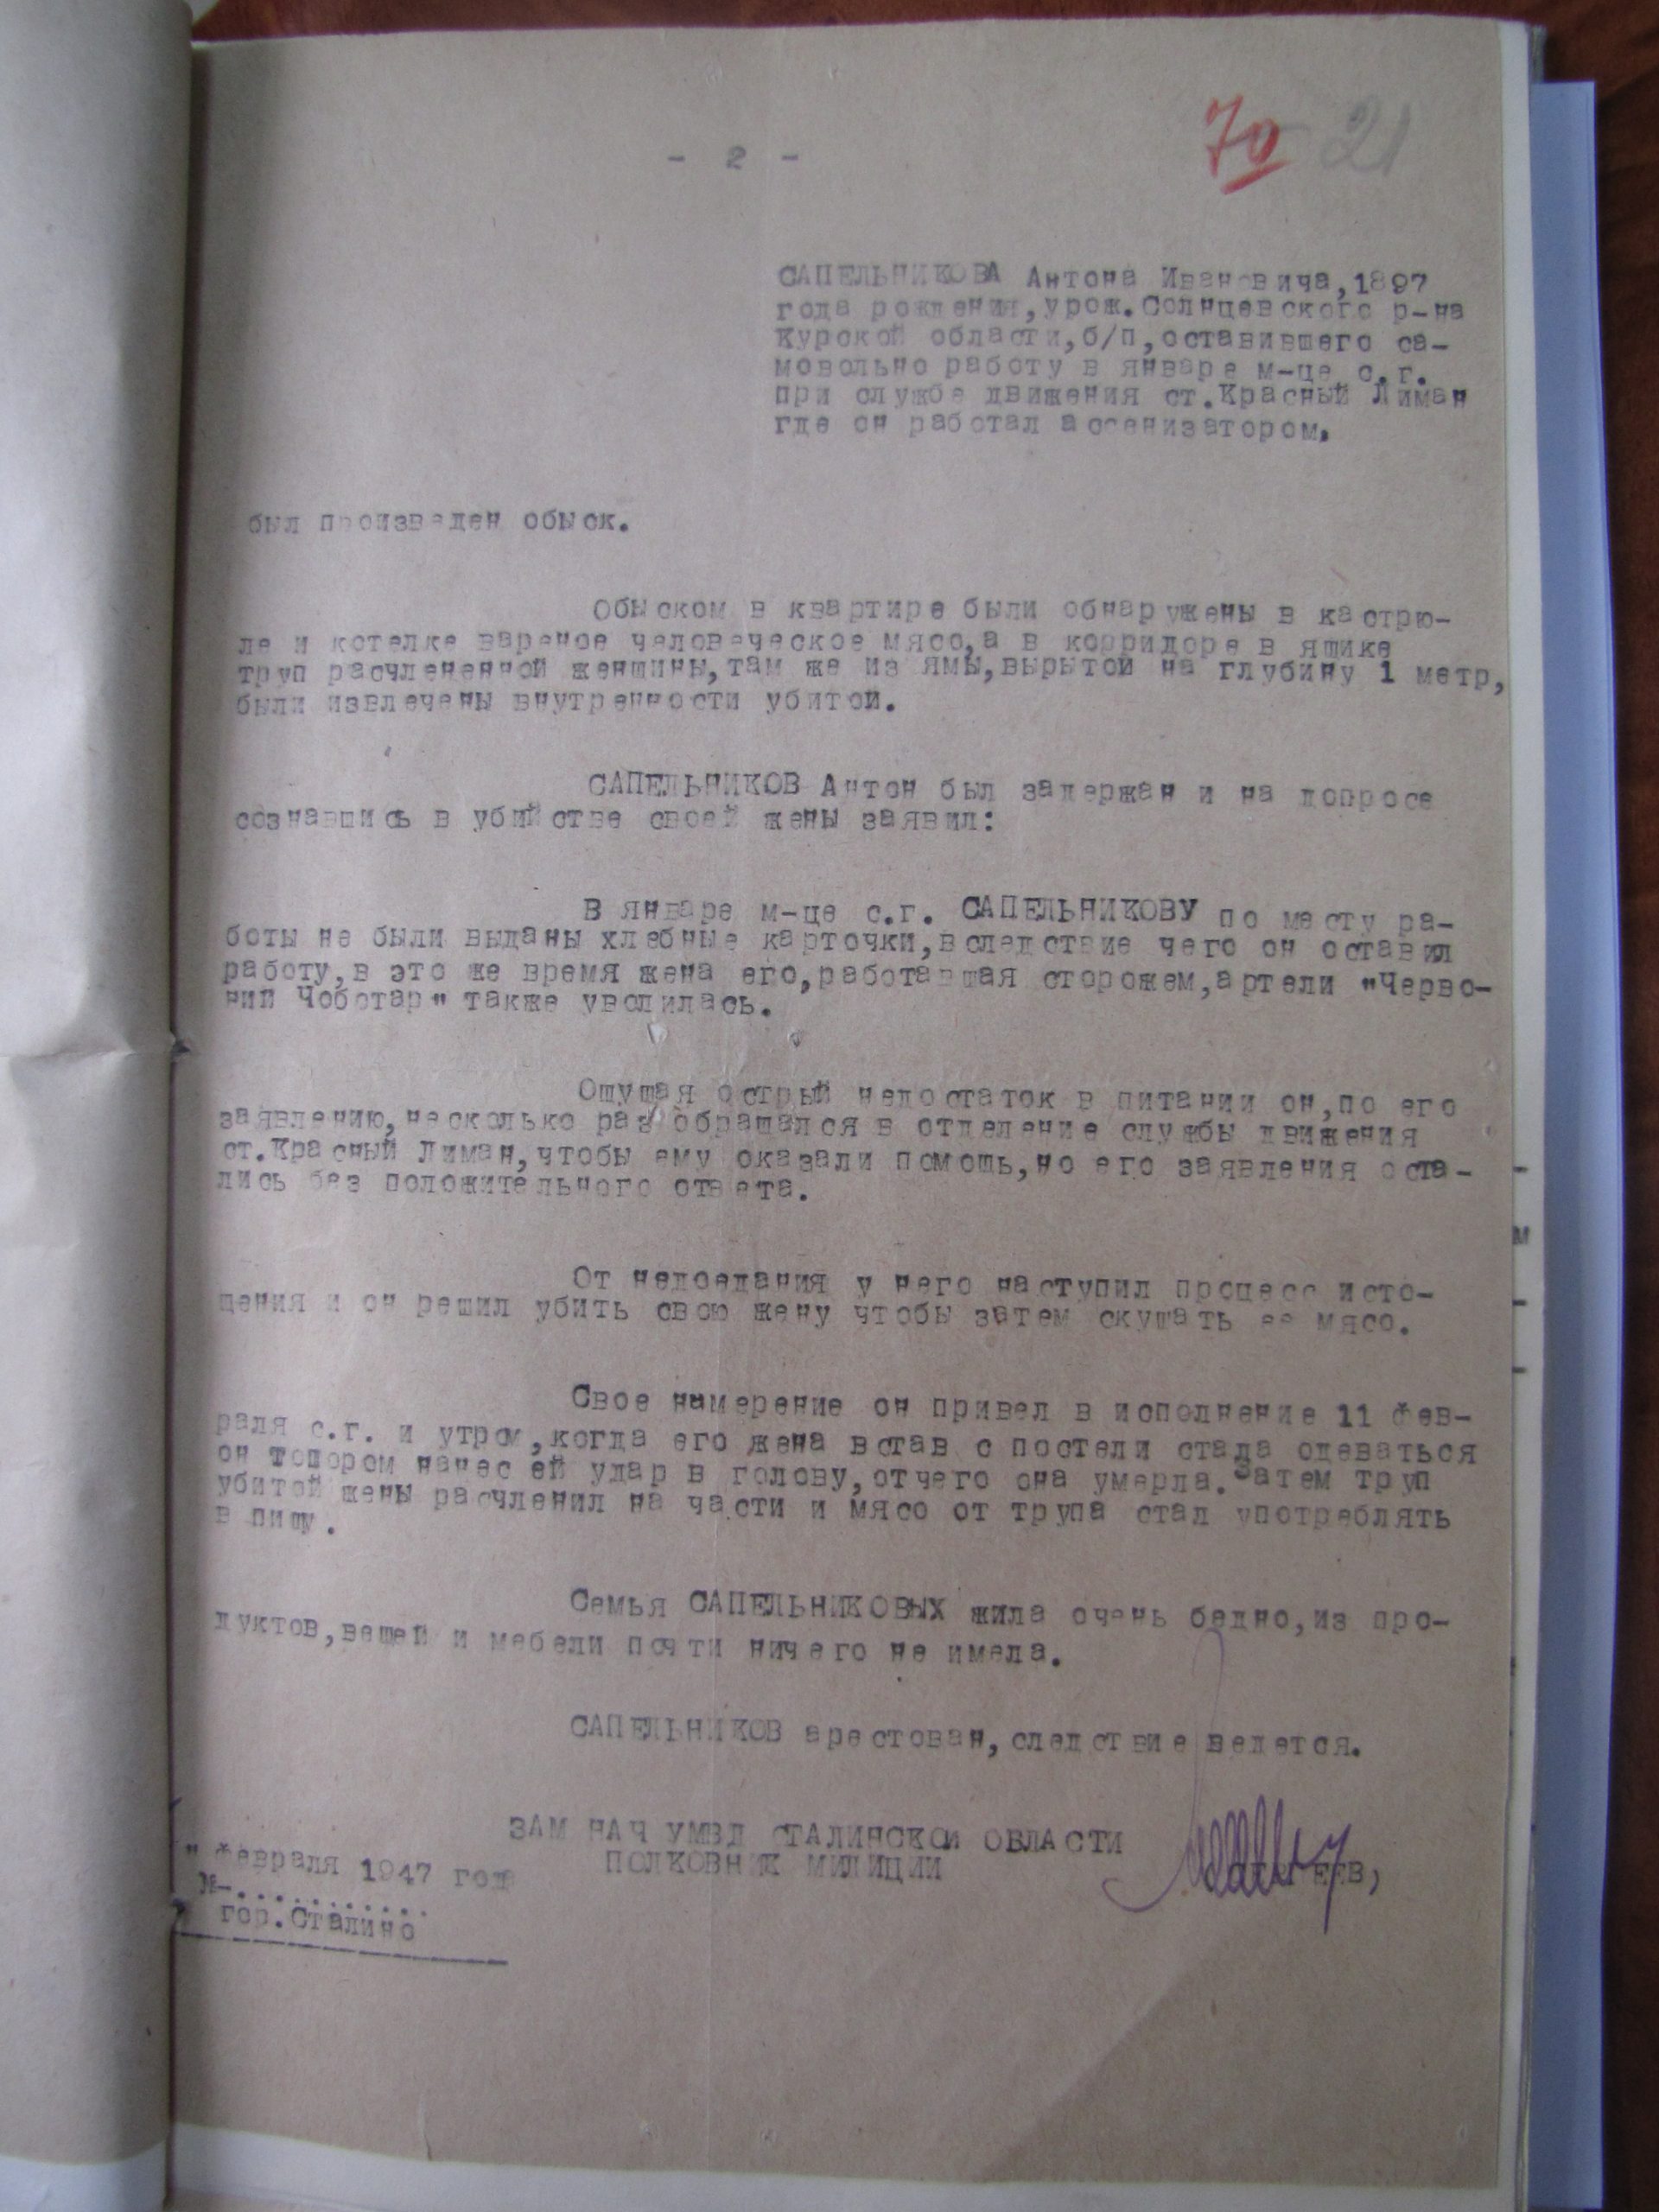 - 2 -
70 21
САПЕЛЬНИКОВА Антона Ивановича,1897
года рождения,урож.Солнцевского р-на
Курской области,б/п,оставившего са-
мовольно работу в январе м-це с.г.
при службе движения ст.Красный Лиман
где он работал ассенизатором.
был произведен обыск.
Обыском в квартире были обнаружены в кастрю-
ле и котелке вареное человеческое мясо,а в корридоре в ящике
труп расчлененной женщины,там же из ямы,вырытой на глубину 1 метр,
были извлечены внутренности убитой.
САПЕЛЬНИКОВ Антон был задержан и на допросе
сознавшись в убийстве своей жены заявил:
В январе м-це с.г. САПЕЛЬНИКОВУ по месту ра-
боты не были выданы хлебные карточки,вследствие чего он оставил
работу,в это же время жена его,работавшая сторожем,артели "Черво-
ний Чоботар" также уволилась.
Ощущая острый недостаток в питании он,по его
заявлению,несколько раз обращался в отделение службы движения
ст.Красный Лиман,чтобы ему оказали помощь,но его заявления оста-
лись без положительного ответа.
От недоедания у него наступил процесс исто-
щения и он решил убить свою жену чтобы затем скушать ее мясо.
Свое намерение он привел в исполнение 11 фев-
раля с.г. и утром,когда его жена встав с постели стала одеваться
он топором нанес ей удар в голову,отчего она умерла.Затем труп
убитой жены расчленил на части и мясо от трупа стал употреблять
в пищу.
Семья САПЕЛЬНИКОВЫХ жила очень бедно,из про-
дуктов,вещей и мебели почти ничего не имела.
САПЕЛЬНИКОВ арестован,следствие ведется.
ЗАМ НАЧ УМВД СТАЛИНСКОЙ ОБЛАСТИ
ПОЛКОВНИК МИЛИЦИИ
" февраля 1947 года
№-..........
гор.Сталино